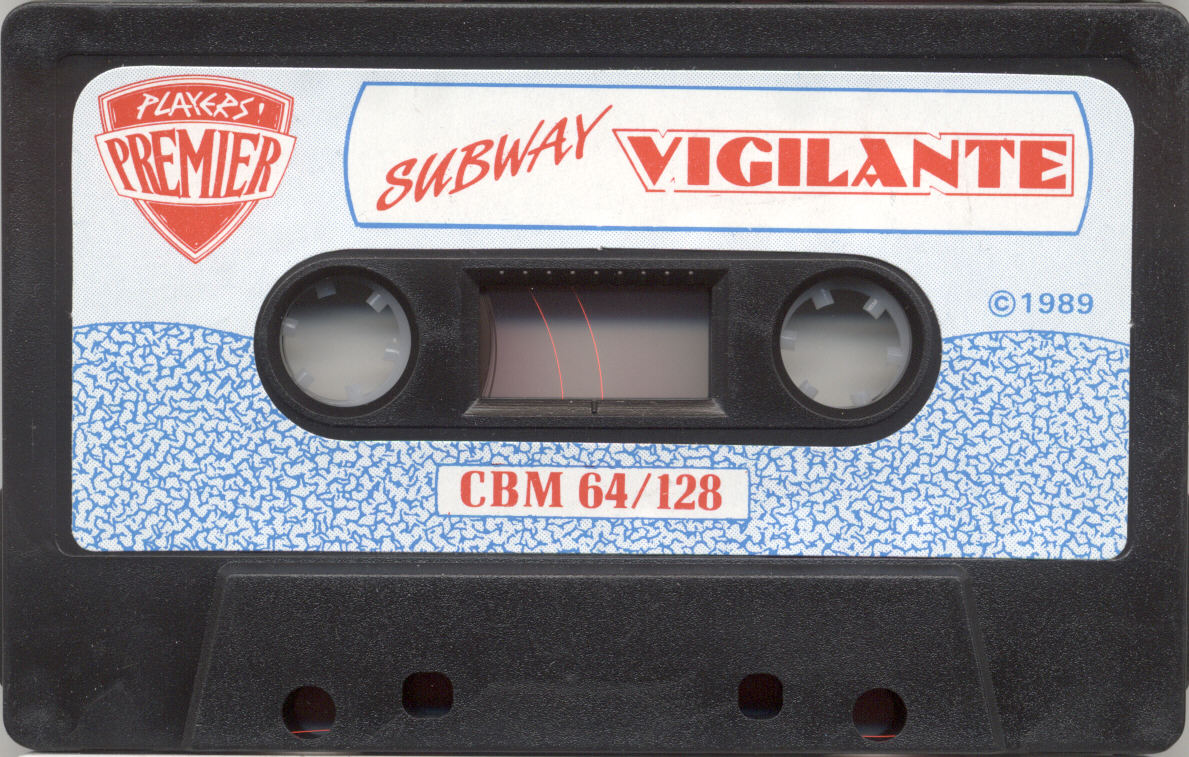 PLAYERS'
PREMIER
SUBWAY VIGILANTE
©1989
CBM 64/128